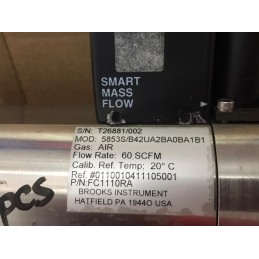 SMART
MASS
FLOW
S/N: T26881/002
MOD: 5853S/B42UA2BA0BA1B1
Gas: AIR
Flow Rate: 60 SCFM
Calib. Ref. Temp: 20° C
Ref. #0110010411105001
P/N:FC1110RA
BROOKS INSTRUMENT
HATFIELD PA 19440 USA
PCS